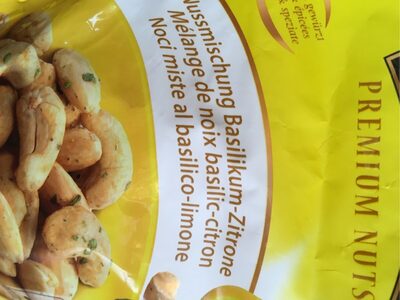 gewürzt
& épicées
& speziate
PREMIUM NUTS
Nussmischung Basilikum-Zitrone
Mélange de noix basilic-citron
Noci miste al basilico-limone